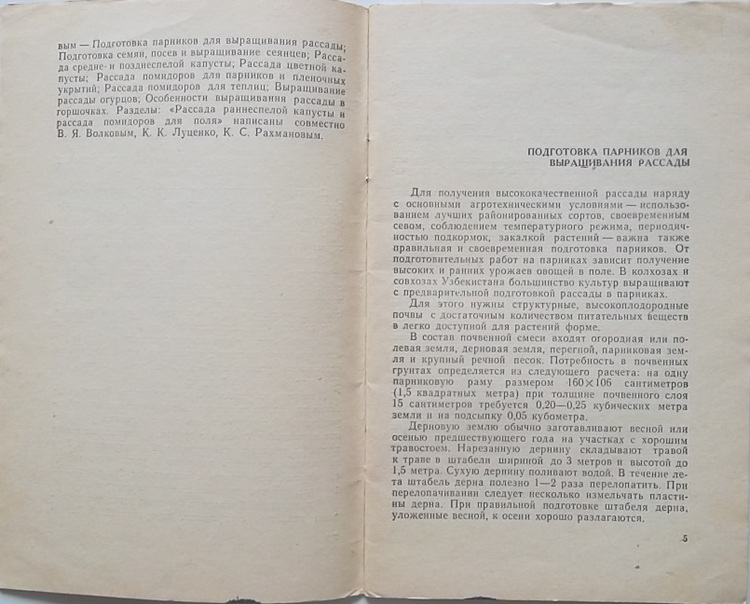 вым — Подготовка парников для выращивания рассады;
Подготовка семян, посев и выращивание сеянцев; Расса-
да средне- и позднеспелой капусты; Рассада цветной ка-
пусты; Рассада помидоров для парников и пленочных
укрытий; Рассада помидоров для теплиц; Выращивание
рассады огурцов; Особенности выращивания рассады в
горшочках. Разделы: «Рассада раннеспелой капусты и
рассада помидоров для поля» написаны совместно
В. Я. Волковым, К. К. Луценко, К. С. Рахмановым.
ПОДГОТОВКА ПАРНИКОВ ДЛЯ
ВЫРАЩИВАНИЯ РАССАДЫ
Для получения высококачественной рассады наряду
с основными агротехническими условиями — использо-
ванием лучших районированных сортов, своевременным
севом, соблюдением температурного режима, периодич-
ностью подкормок, закалкой растений — важна также
правильная и своевременная подготовка парников. От
подготовительных работ на парниках зависит получение
высоких и ранних урожаев овощей в поле. В колхозах и
совхозах Узбекистана большинство культур выращивают
с предварительной подготовкой рассады в парниках.
Для этого нужны структурные, высокоплодородные
почвы с достаточным количеством питательных веществ
в легко доступной для растений форме.
В состав почвенной смеси входят огородная или по-
левая земля, дерновая земля, перегной, парниковая зем-
ля и крупный речной песок. Потребность в почвенных
грунтах определяется из следующего расчета: на одну
парниковую раму размером 160×106 сантиметров
(1,5 квадратных метра) при толщине почвенного слоя
15 сантиметров требуется 0,20—0,25 кубических метра
земли и на подсыпку 0,05 кубометра.
Дерновую землю обычно заготавливают весной или
осенью предшествующего года на участках с хорошим
травостоем. Нарезанную дернину складывают травой
к траве в штабели шириной до 3 метров и высотой до
1,5 метра. Сухую дернину поливают водой. В течение ле-
та штабель дерна полезно 1—2 раза перелопатить. При
перелопачивании следует несколько измельчать пласти-
ны дерна. При правильной подготовке штабеля дерна,
уложенные весной, к осени хорошо разлагаются.
5